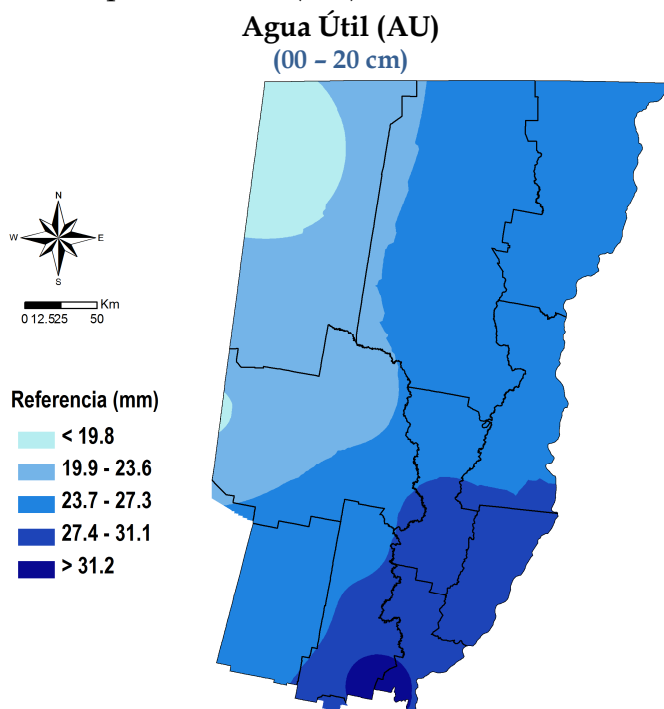 Agua Útil (AU)
(00 – 20 cm)
N
W E
S
Km
0 12.525 50
Referencia (mm)
< 19.8
19.9 - 23.6
23.7 - 27.3
27.4 - 31.1
> 31.2